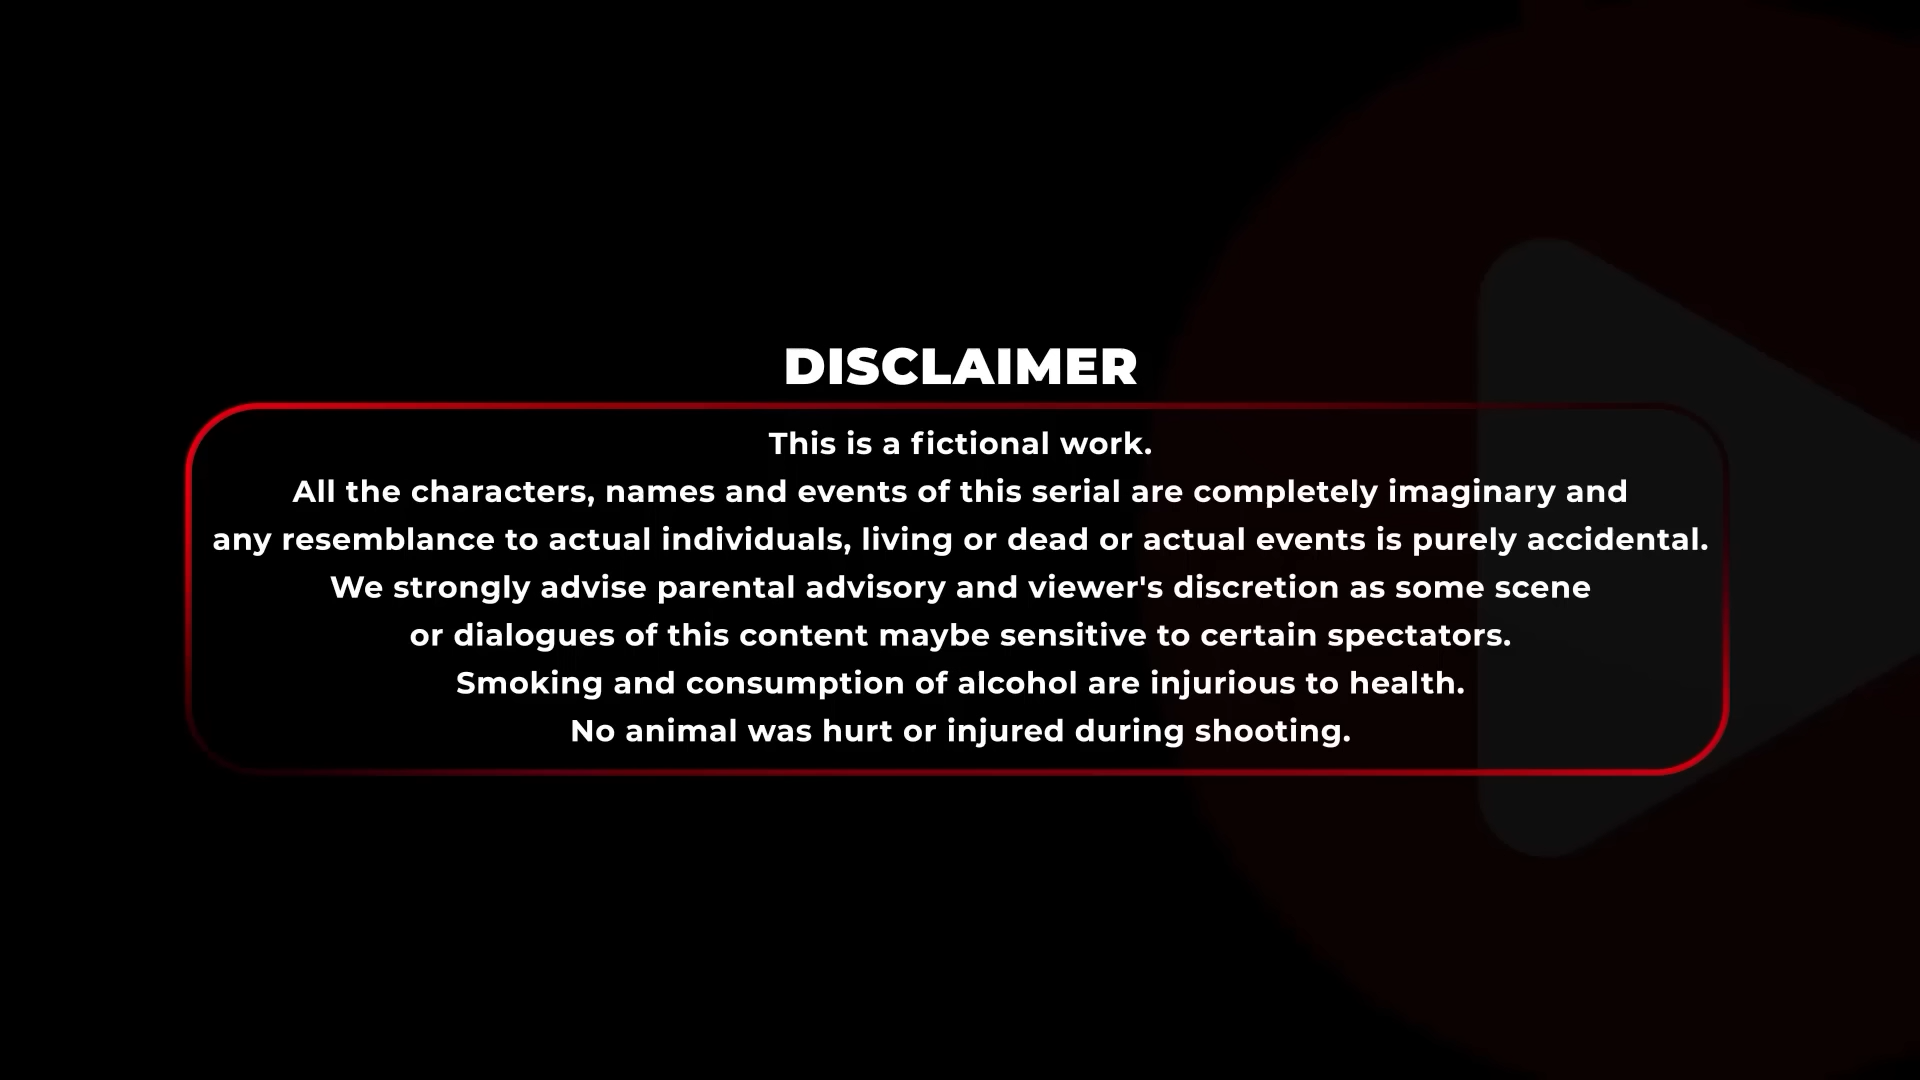 DISCLAIMER
This is a fictional work.
All the characters, names and events of this serial are completely imaginary and
any resemblance to actual individuals, living or dead or actual events is purely accidental.
We strongly advise parental advisory and viewer's discretion as some scene
or dialogues of this content maybe sensitive to certain spectators.
Smoking and consumption of alcohol are injurious to health.
No animal was hurt or injured during shooting.